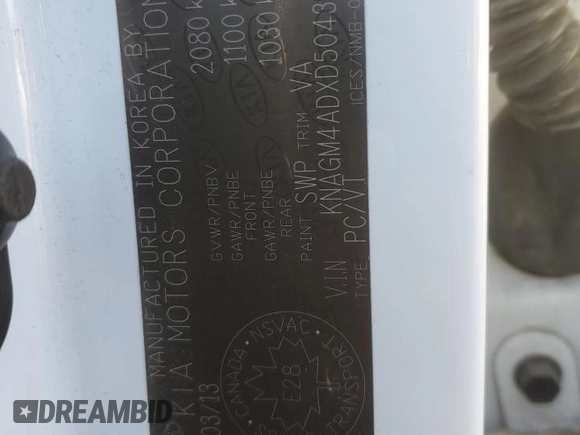 MANUFACTURED IN KOREA BY
KIA MOTORS CORPORATION
03/13
GVWR/PNBV 2080 k
GAWR/PNBE FRONT 1100 k
GAWR/PNBE REAR 1030 k
PAINT SWP TRIM VA
V.I.N KNAGM4ADXD5043
TYPE PC/VT ICES/NMB-0
CANADA NSVAC
E28
TRANSPORT
KIA
DREAMBID